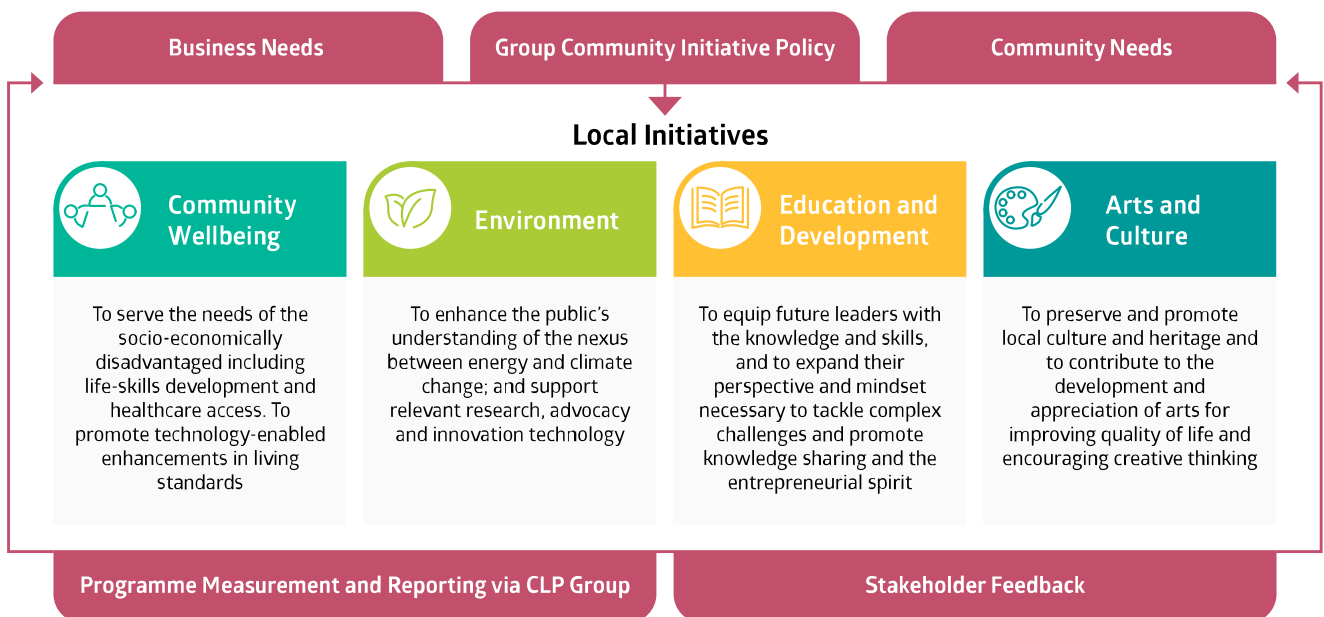 Business Needs
Group Community Initiative Policy
Community Needs
Local Initiatives
Community
Wellbeing
To serve the needs of the
socio-economically
disadvantaged including
life-skills development and
healthcare access. To
promote technology-enabled
enhancements in living
standards
Environment
To enhance the public's
understanding of the nexus
between energy and climate
change; and support
relevant research, advocacy
and innovation technology
Education and
Development
To equip future leaders with
the knowledge and skills,
and to expand their
perspective and mindset
necessary to tackle complex
challenges and promote
knowledge sharing and the
entrepreneurial spirit
Arts and
Culture
To preserve and promote
local culture and heritage and
to contribute to the
development and
appreciation of arts for
improving quality of life and
encouraging creative thinking
Programme Measurement and Reporting via CLP Group
Stakeholder Feedback